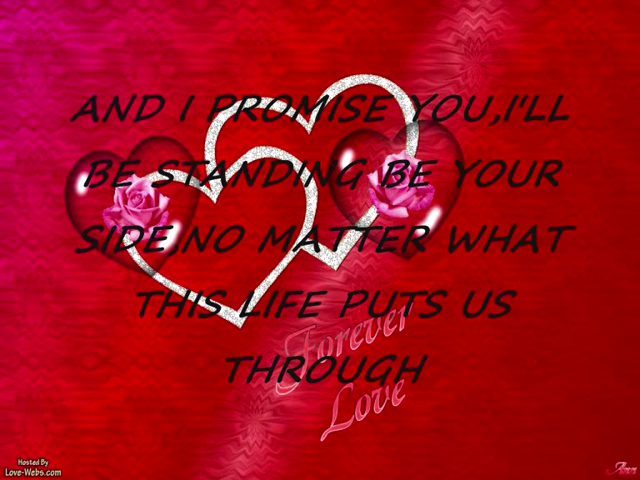 AND I PROMISE YOU,I'LL
BE STANDING BE YOUR
SIDE,NO MATTER WHAT
THIS LIFE PUTS US
THROUGH
Forever
Love
Hosted By
Love-Webs.com
Ann